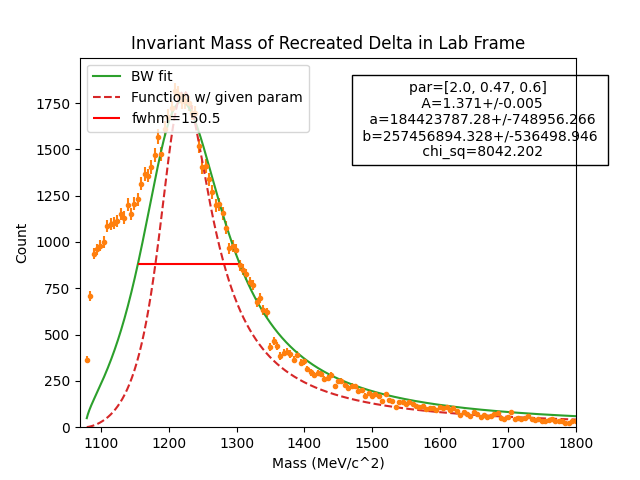 Invariant Mass of Recreated Delta in Lab Frame
BW fit
Function w/ given param
fwhm=150.5
par=[2.0, 0.47, 0.6]
A=1.371+/-0.005
a=184423787.28+/-748956.266
b=257456894.328+/-536498.946
chi_sq=8042.202
Count
1750
1500
1250
1000
750
500
250
0
1100
1200
1300
1400
1500
1600
1700
1800
Mass (MeV/c^2)